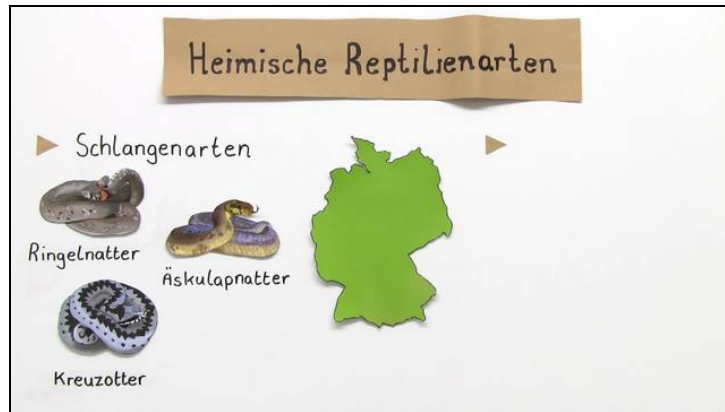 Heimische Reptilienarten
Schlangenarten
Ringelnatter
Äskulapnatter
Kreuzotter